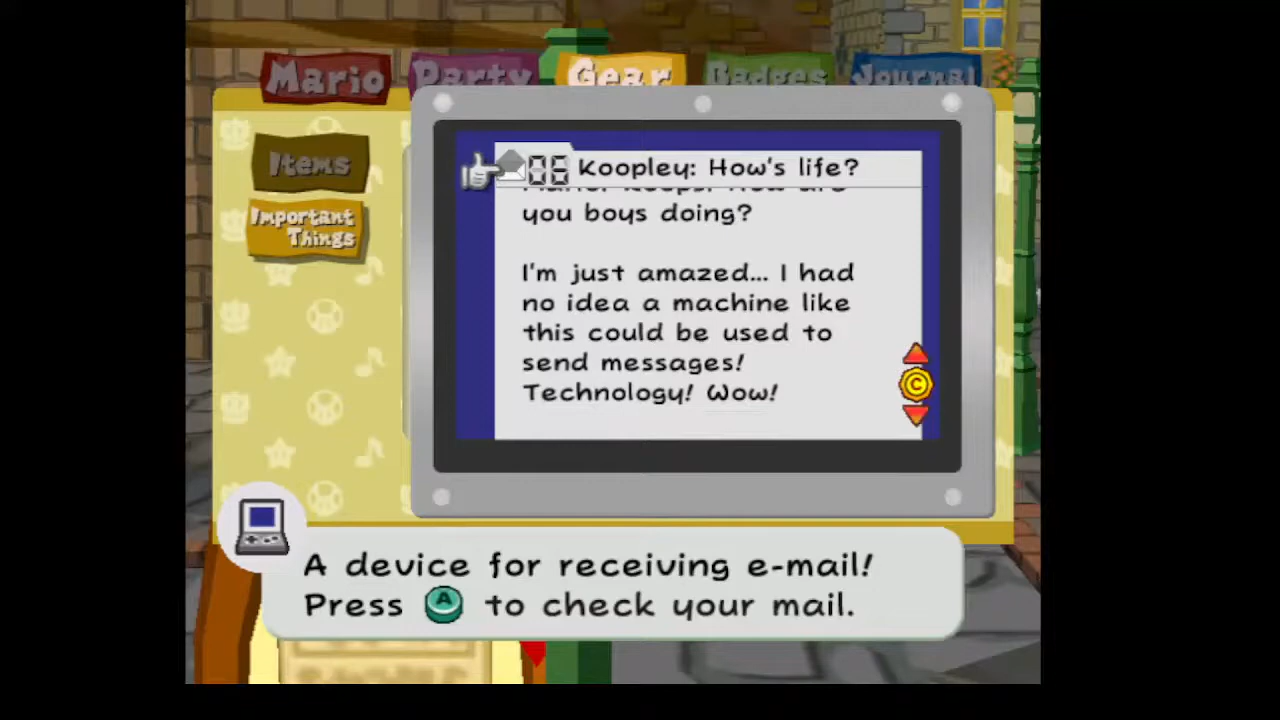 Mario Party Gear Badges Journal
Items
Important
Things
06 Koopley: How's life?
you boys doing?
I'm just amazed... I had
no idea a machine like
this could be used to
send messages!
Technology! Wow!
C
A device for receiving e-mail!
Press A to check your mail.